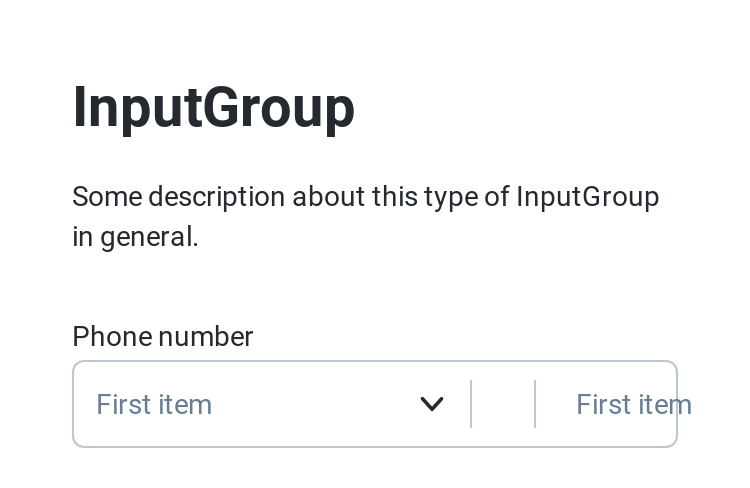 InputGroup
Some description about this type of InputGroup
in general.
Phone number
First item First item